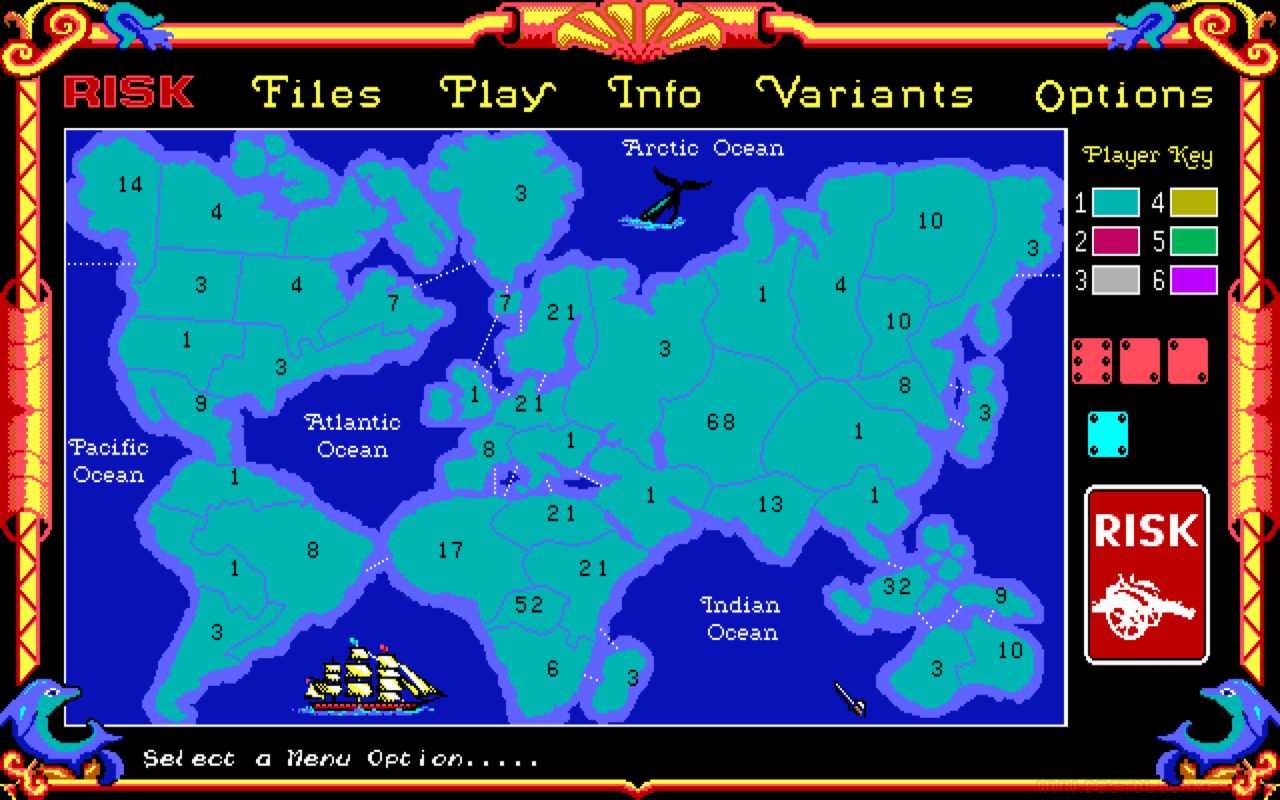 RISK Files Play Info Variants Options
Arctic Ocean
Player Key
14 4 3 10 3
1 4
2 5
3 6
3 4 7 7 21 1 4 10
1 3 3 8
9 1 21 68 1 3
Atlantic
Ocean
Pacific
Ocean
8 1
1 1 13 1
21
8 17
1 21
52 32 9
Indian
Ocean
3 6 3 3 10
RISK
Select a Menu Option.....